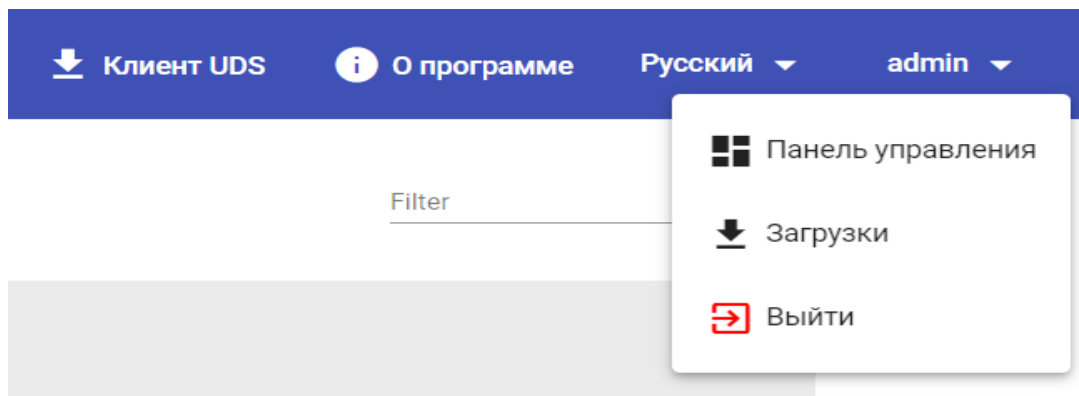 Клиент UDS О программе Русский admin
Панель управления
Filter
Загрузки
Выйти